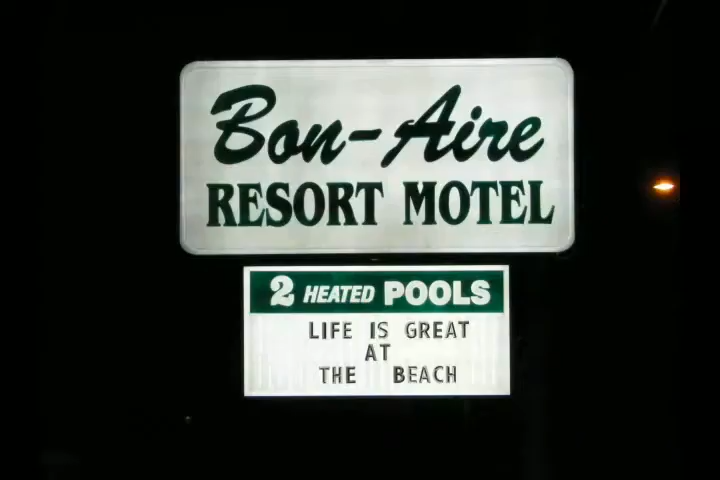 Bon-Aire
RESORT MOTEL
2 HEATED POOLS
LIFE IS GREAT
AT
THE BEACH